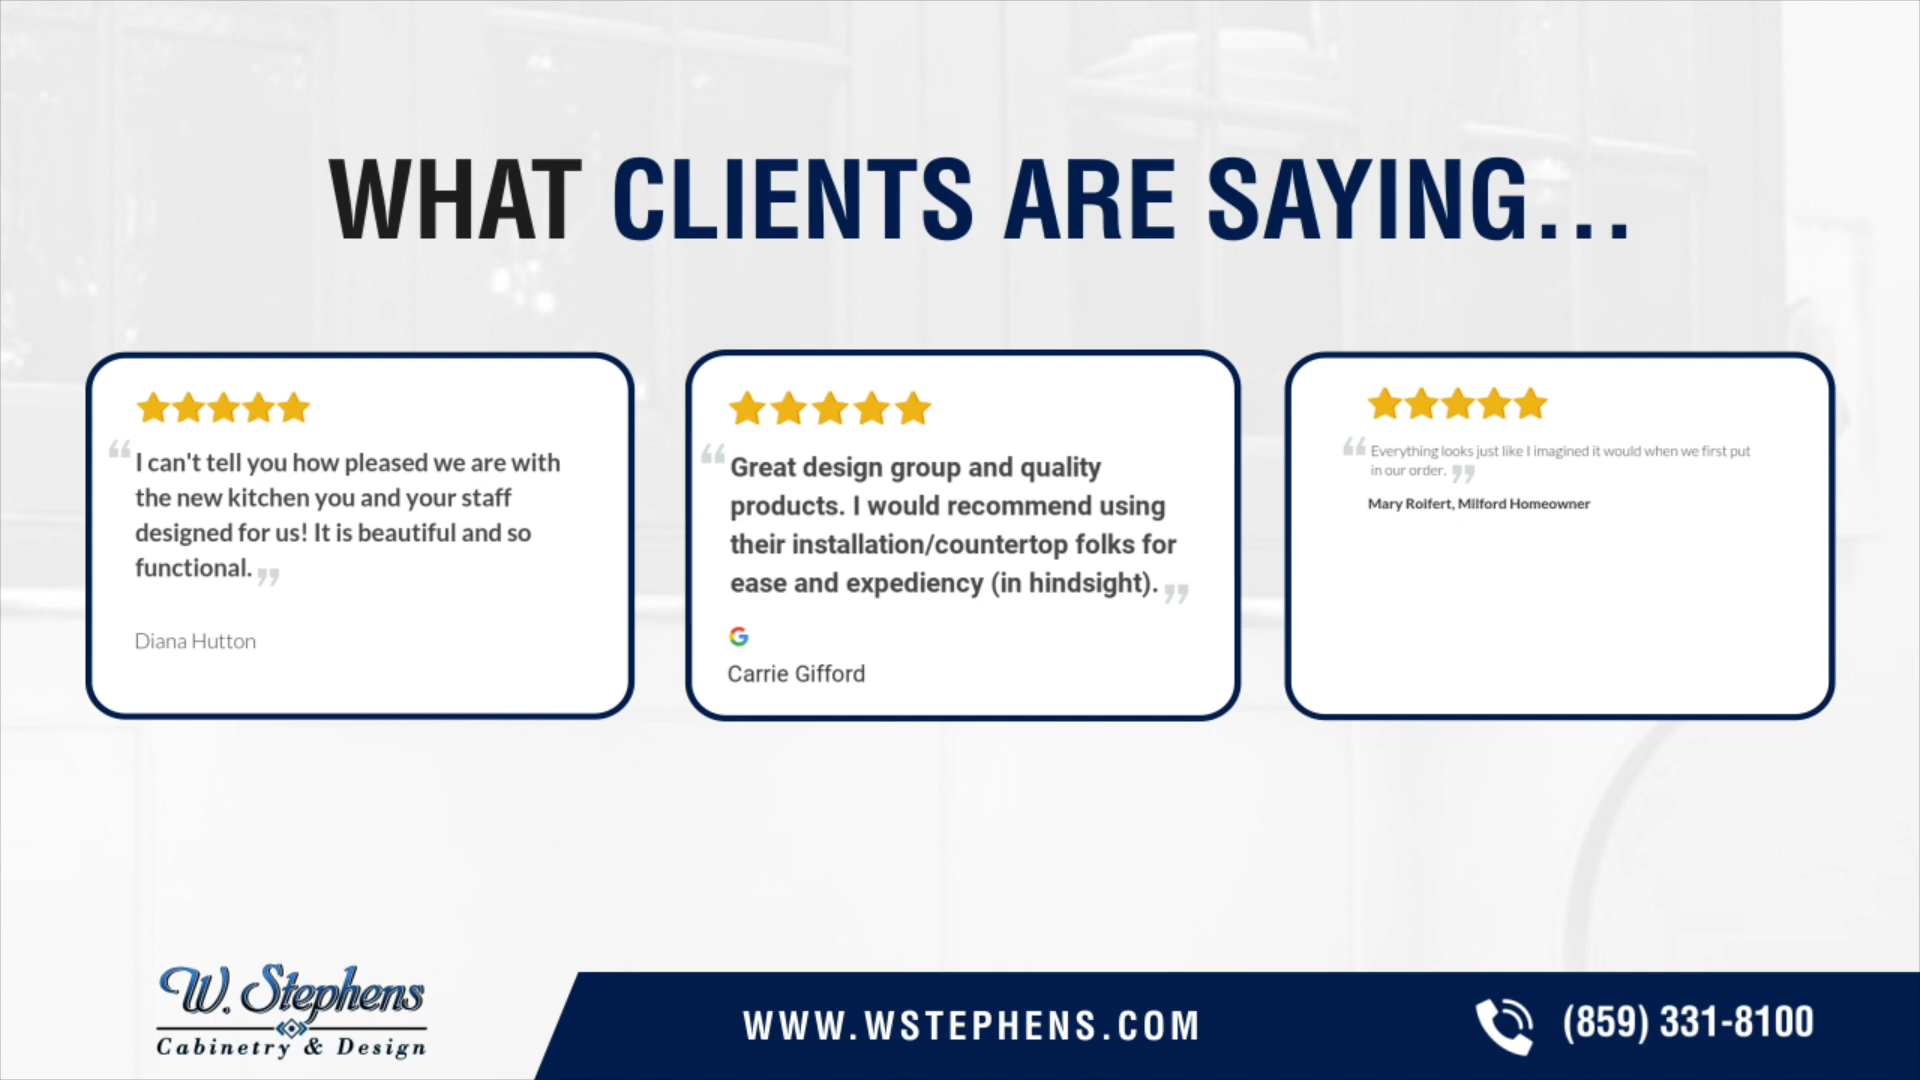 WHAT CLIENTS ARE SAYING...
“I can't tell you how pleased we are with
the new kitchen you and your staff
designed for us! It is beautiful and so
functional.”
Diana Hutton
“Great design group and quality
products. I would recommend using
their installation/countertop folks for
ease and expediency (in hindsight).”
G
Carrie Gifford
“Everything looks just like I imagined it would when we first put
in our order.”
Mary Rolfert, Milford Homeowner
W. Stephens
Cabinetry & Design
WWW.WSTEPHENS.COM
(859) 331-8100